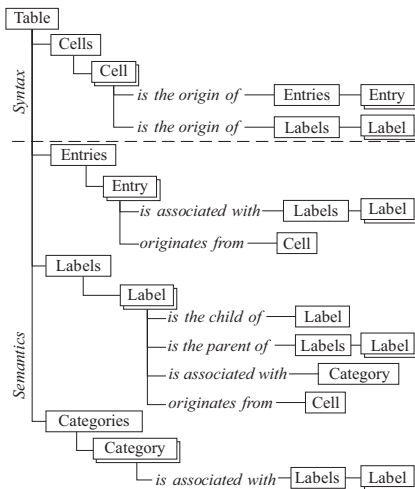 Table
Cells
Cell
is the origin of Entries Entry
is the origin of Labels Label
Syntax
Entries
Entry
is associated with Labels Label
originates from Cell
Labels
Label
is the child of Label
is the parent of Labels Label
is associated with Category
originates from Cell
Semantics
Categories
Category
is associated with Labels Label